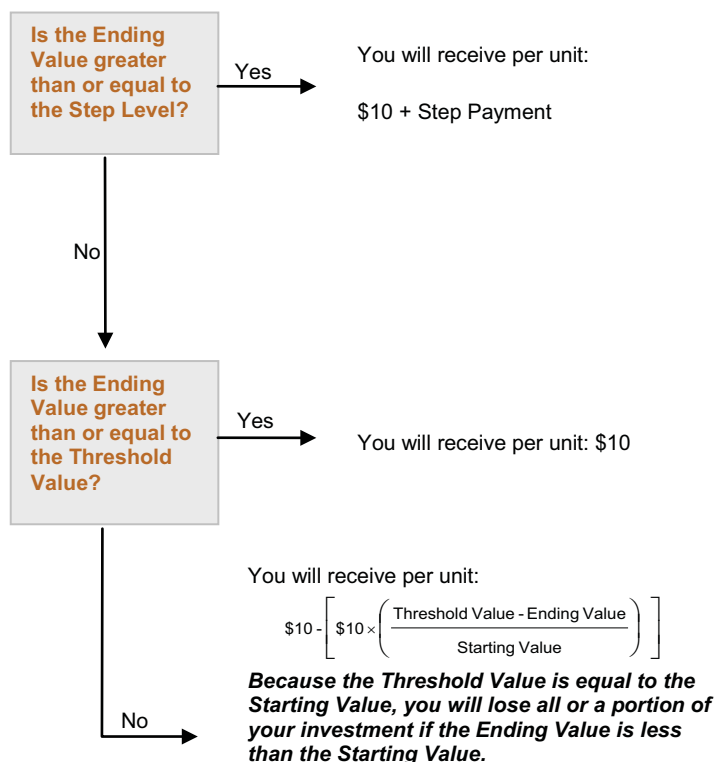 Is the Ending
Value greater
than or equal to
the Step Level?
Yes
You will receive per unit:
$10 + Step Payment
No
Is the Ending
Value greater
than or equal to
the Threshold
Value?
Yes
You will receive per unit: $10
You will receive per unit:
$10 - [ $10 × ( Threshold Value - Ending Value
Starting Value ) ]
Because the Threshold Value is equal to the
Starting Value, you will lose all or a portion of
your investment if the Ending Value is less
than the Starting Value.
No